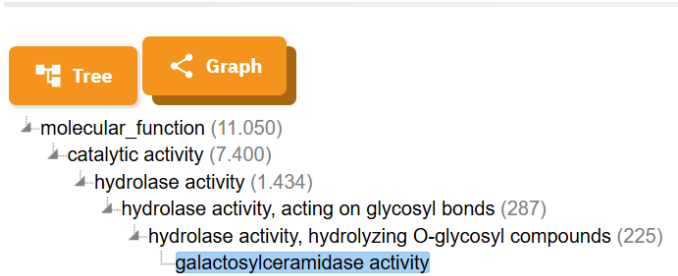 Tree
Graph
molecular_function (11.050)
catalytic activity (7.400)
hydrolase activity (1.434)
hydrolase activity, acting on glycosyl bonds (287)
hydrolase activity, hydrolyzing O-glycosyl compounds (225)
galactosylceramidase activity